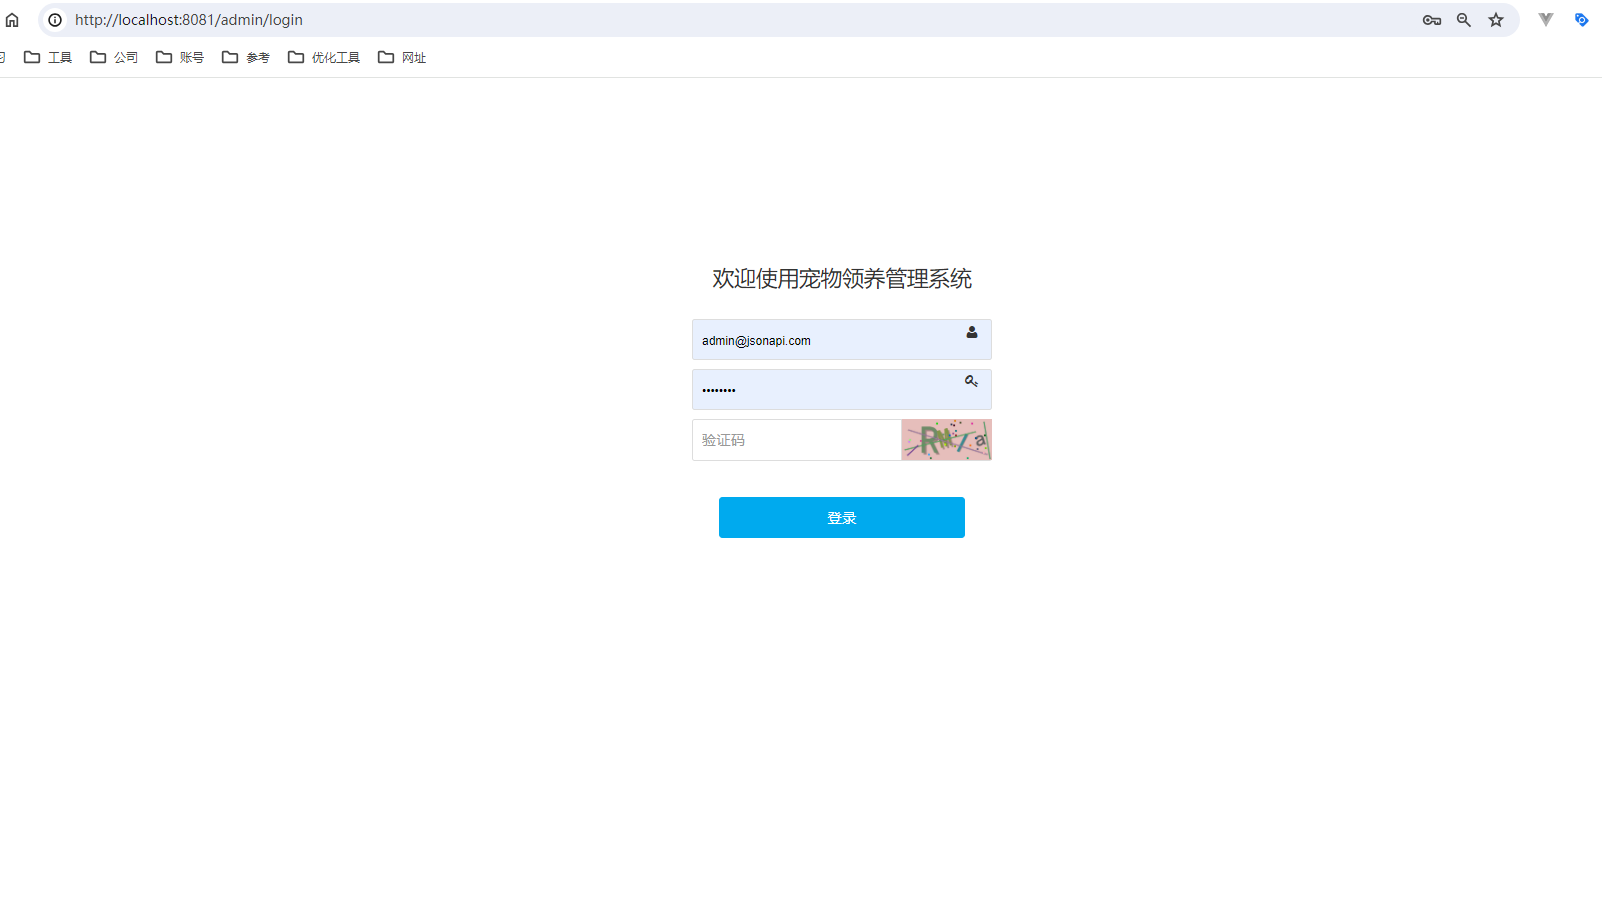 http://localhost:8081/admin/login
工具 公司 账号 参考 优化工具 网址
欢迎使用宠物领养管理系统
admin@jsonapi.com
••••••••
验证码
登录